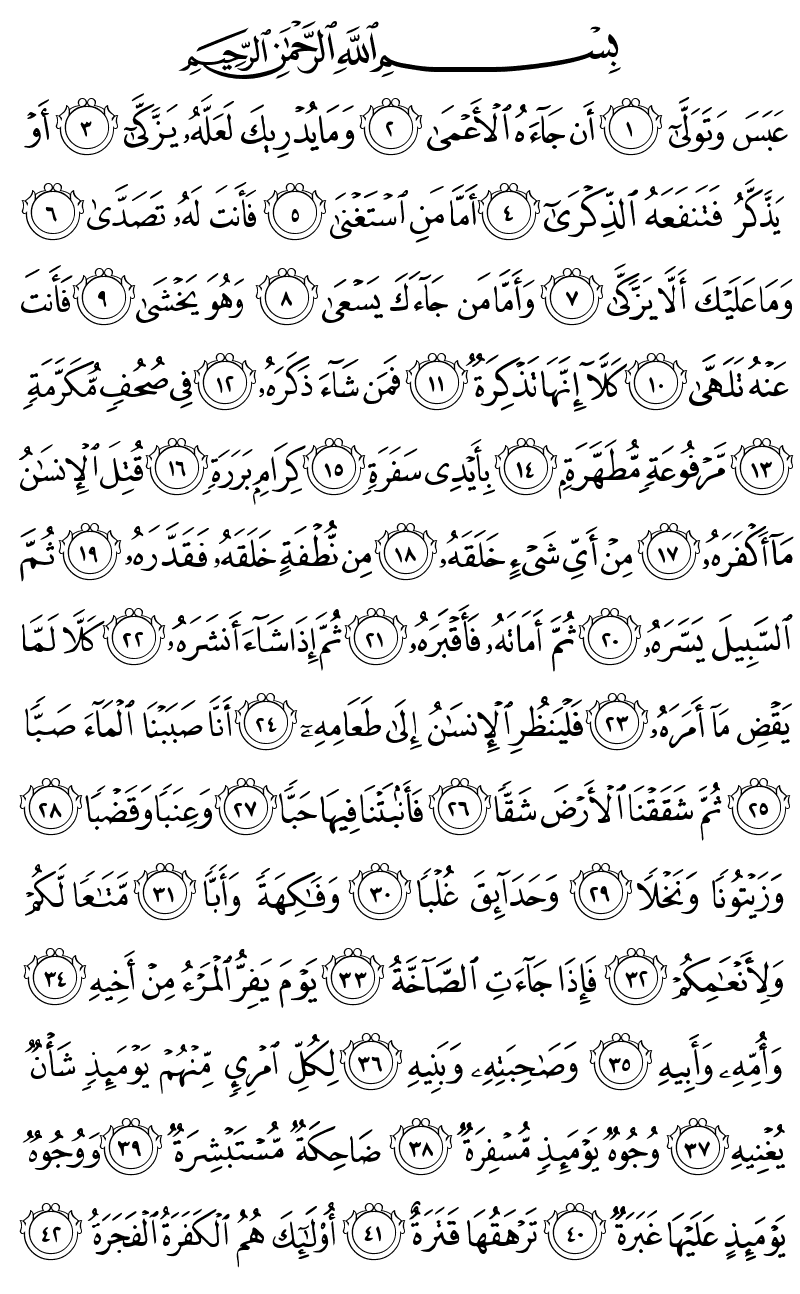 بِسْمِ ٱللَّهِ ٱلرَّحْمَٰنِ ٱلرَّحِيمِ
عَبَسَ وَتَوَلَّىٰٓ ١ أَن جَآءَهُ ٱلْأَعْمَىٰ ٢ وَمَا يُدْرِيكَ لَعَلَّهُۥ يَزَّكَّىٰٓ ٣ أَوْ
يَذَّكَّرُ فَتَنفَعَهُ ٱلذِّكْرَىٰٓ ٤ أَمَّا مَنِ ٱسْتَغْنَىٰ ٥ فَأَنتَ لَهُۥ تَصَدَّىٰ ٦
وَمَا عَلَيْكَ أَلَّا يَزَّكَّىٰ ٧ وَأَمَّا مَن جَآءَكَ يَسْعَىٰ ٨ وَهُوَ يَخْشَىٰ ٩ فَأَنتَ
عَنْهُ تَلَهَّىٰ ١٠ كَلَّآ إِنَّهَا تَذْكِرَةٌ ١١ فَمَن شَآءَ ذَكَرَهُۥ ١٢ فِى صُحُفٍ مُّكَرَّمَةٍ
١٣ مَّرْفُوعَةٍ مُّطَهَّرَةٍۭ ١٤ بِأَيْدِى سَفَرَةٍ ١٥ كِرَامٍۭ بَرَرَةٍ ١٦ قُتِلَ ٱلْإِنسَٰنُ
مَآ أَكْفَرَهُۥ ١٧ مِنْ أَىِّ شَىْءٍ خَلَقَهُۥ ١٨ مِن نُّطْفَةٍ خَلَقَهُۥ فَقَدَّرَهُۥ ١٩ ثُمَّ
ٱلسَّبِيلَ يَسَّرَهُۥ ٢٠ ثُمَّ أَمَاتَهُۥ فَأَقْبَرَهُۥ ٢١ ثُمَّ إِذَا شَآءَ أَنشَرَهُۥ ٢٢ كَلَّا لَمَّا
يَقْضِ مَآ أَمَرَهُۥ ٢٣ فَلْيَنظُرِ ٱلْإِنسَٰنُ إِلَىٰ طَعَامِهِۦٓ ٢٤ أَنَّا صَبَبْنَا ٱلْمَآءَ صَبًّا
٢٥ ثُمَّ شَقَقْنَا ٱلْأَرْضَ شَقًّا ٢٦ فَأَنۢبَتْنَا فِيهَا حَبًّا ٢٧ وَعِنَبًا وَقَضْبًا ٢٨
وَزَيْتُونًا وَنَخْلًا ٢٩ وَحَدَآئِقَ غُلْبًا ٣٠ وَفَٰكِهَةً وَأَبًّا ٣١ مَّتَٰعًا لَّكُمْ
وَلِأَنْعَٰمِكُمْ ٣٢ فَإِذَا جَآءَتِ ٱلصَّآخَّةُ ٣٣ يَوْمَ يَفِرُّ ٱلْمَرْءُ مِنْ أَخِيهِ ٣٤
وَأُمِّهِۦ وَأَبِيهِ ٣٥ وَصَٰحِبَتِهِۦ وَبَنِيهِ ٣٦ لِكُلِّ ٱمْرِئٍ مِّنْهُمْ يَوْمَئِذٍ شَأْنٌ
يُغْنِيهِ ٣٧ وُجُوهٌ يَوْمَئِذٍ مُّسْفِرَةٌ ٣٨ ضَاحِكَةٌ مُّسْتَبْشِرَةٌ ٣٩ وَوُجُوهٌ
يَوْمَئِذٍ عَلَيْهَا غَبَرَةٌ ٤٠ تَرْهَقُهَا قَتَرَةٌ ٤١ أُو۟لَٰٓئِكَ هُمُ ٱلْكَفَرَةُ ٱلْفَجَرَةُ ٤٢